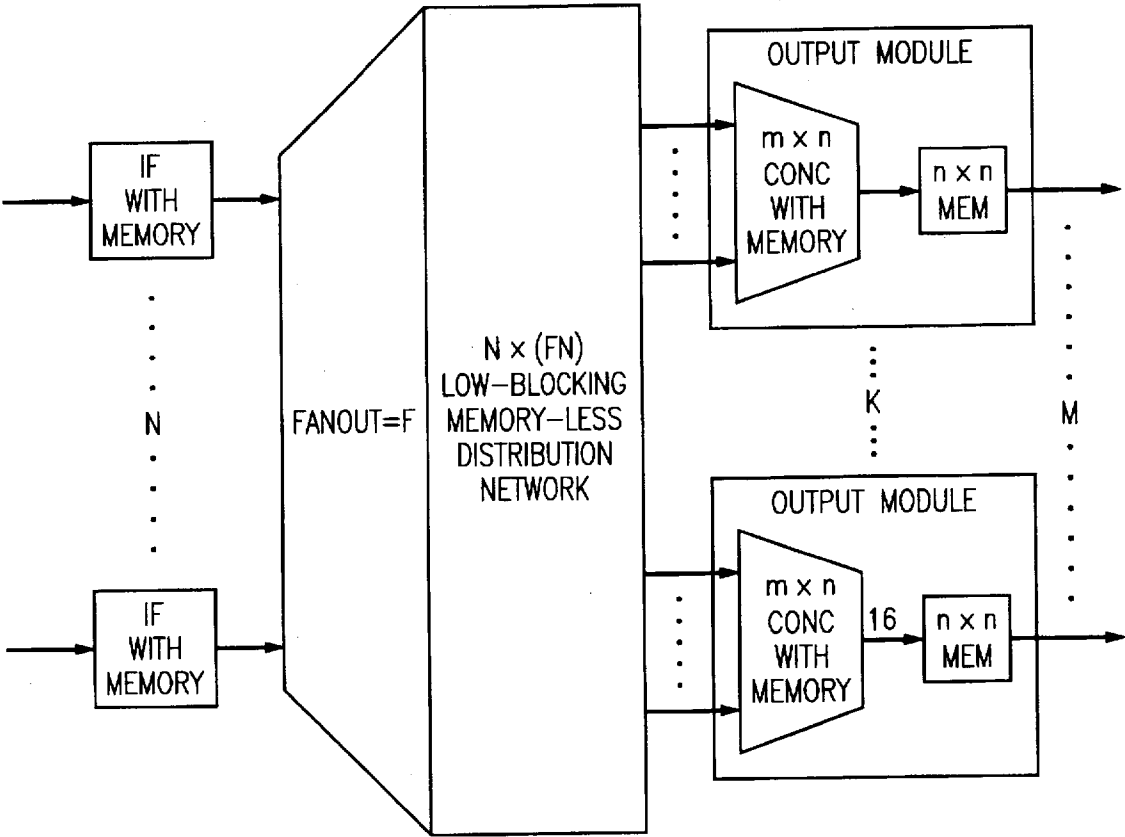 IF
WITH
MEMORY
N
IF
WITH
MEMORY
FANOUT=F
N × (FN)
LOW-BLOCKING
MEMORY-LESS
DISTRIBUTION
NETWORK
OUTPUT MODULE
m × n
CONC
WITH
MEMORY
n × n
MEM
K
M
OUTPUT MODULE
m × n
CONC
WITH
MEMORY
16
n × n
MEM